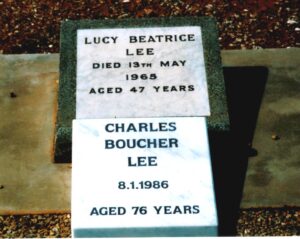 LUCY BEATRICE
LEE
DIED 13TH MAY
1965
AGED 47 YEARS
CHARLES
BOUCHER
LEE
8.1.1986
AGED 76 YEARS